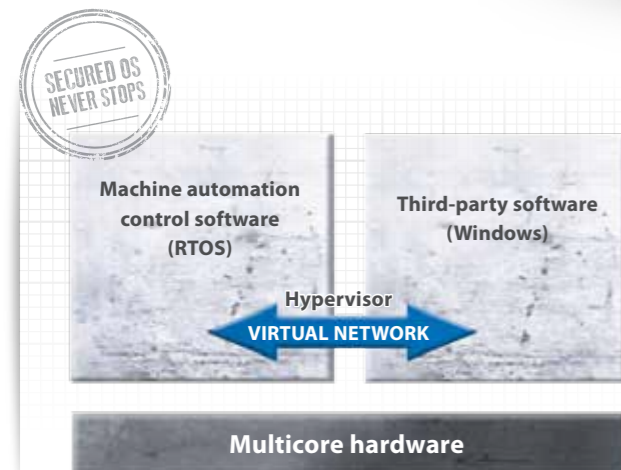 SECURED OS
NEVER STOPS
Machine automation
control software
(RTOS)
Third-party software
(Windows)
Hypervisor
VIRTUAL NETWORK
Multicore hardware